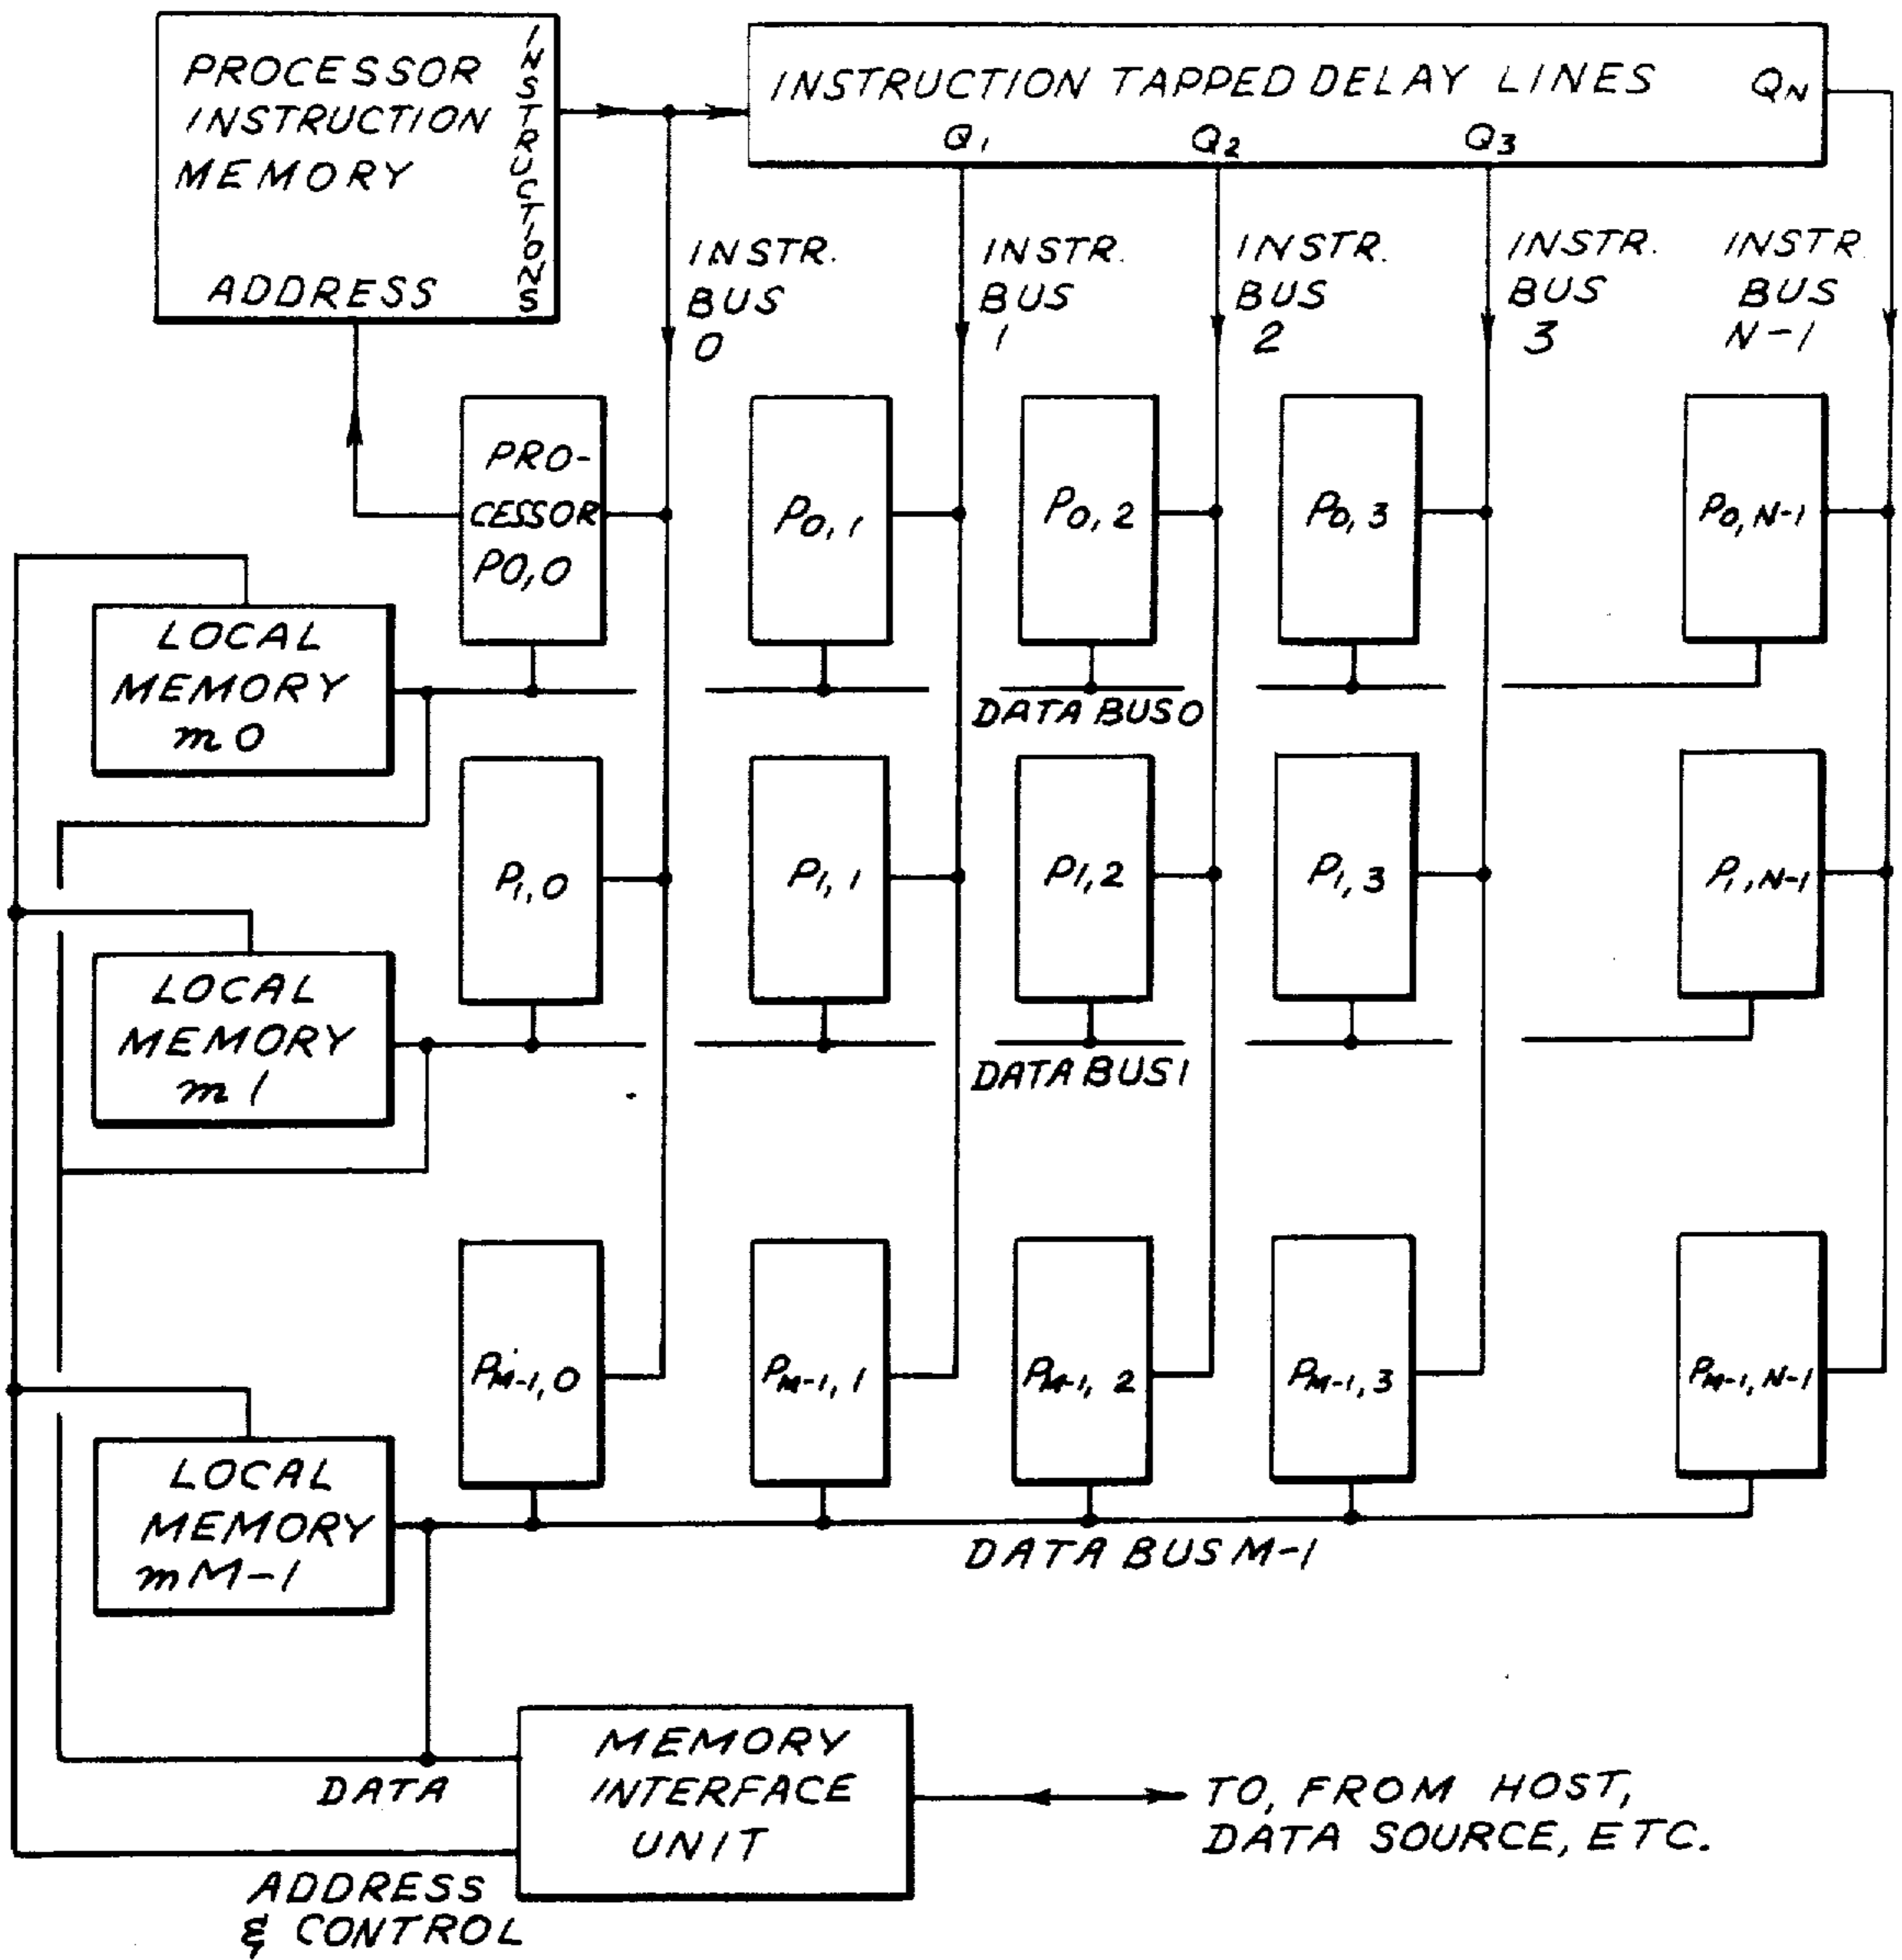 PROCESSOR
INSTRUCTION
MEMORY
INSTRUCTIONS
ADDRESS
INSTRUCTION TAPPED DELAY LINES
Q1
Q2
Q3
QN
INSTR.
BUS
0
INSTR.
BUS
1
INSTR.
BUS
2
INSTR.
BUS
3
INSTR
BUS
N-1
PRO-
CESSOR
P0,0
P0,1
P0,2
P0,3
P0,N-1
LOCAL
MEMORY
m0
DATA BUS 0
P1,0
P1,1
P1,2
P1,3
P1,N-1
LOCAL
MEMORY
m1
DATA BUS 1
PM-1,0
PM-1,1
PM-1,2
PM-1,3
PM-1,N-1
LOCAL
MEMORY
mM-1
DATA BUS M-1
DATA
MEMORY
INTERFACE
UNIT
TO, FROM HOST,
DATA SOURCE, ETC.
ADDRESS
& CONTROL